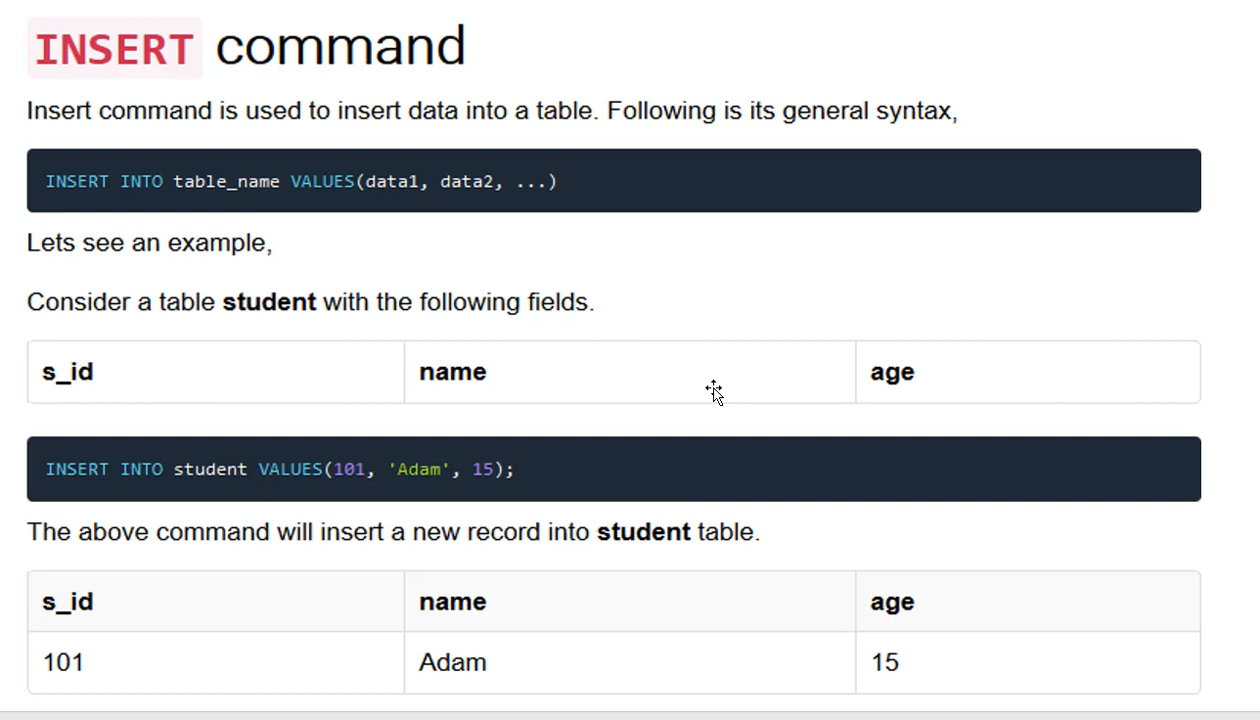 INSERT command
Insert command is used to insert data into a table. Following is its general syntax,
INSERT INTO table_name VALUES(data1, data2, ...)
Lets see an example,
Consider a table student with the following fields.
s_id name age
INSERT INTO student VALUES(101, 'Adam', 15);
The above command will insert a new record into student table.
s_id name age
101 Adam 15